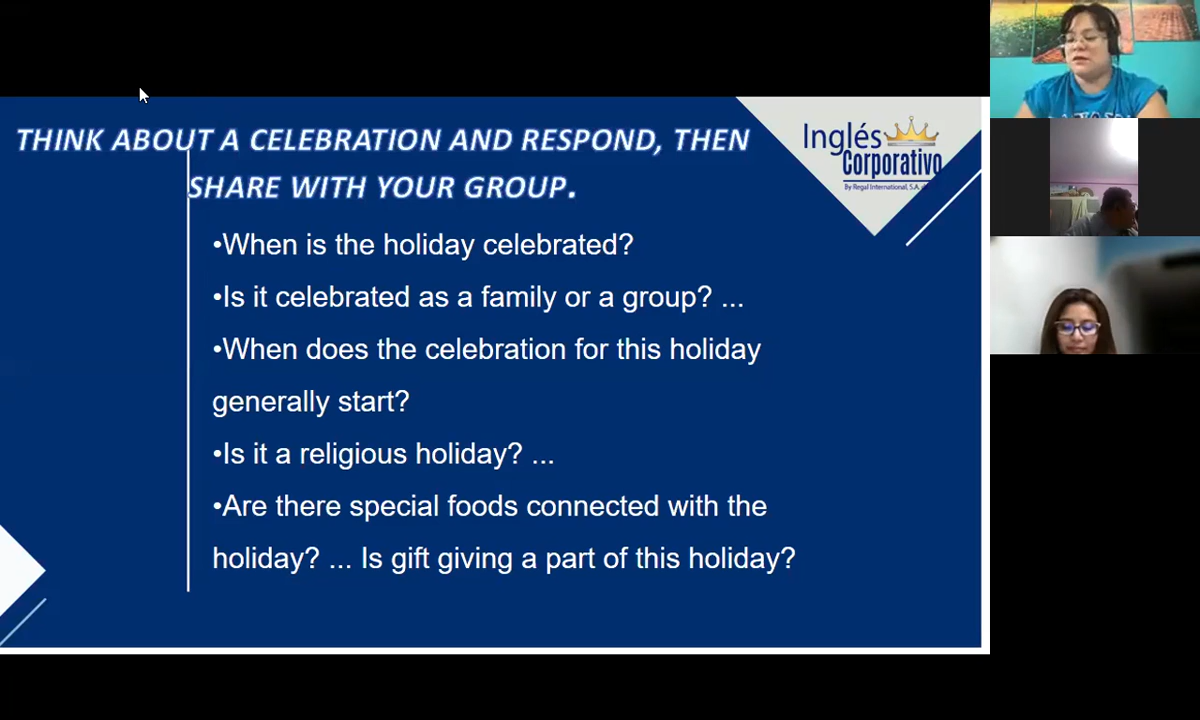 THINK ABOUT A CELEBRATION AND RESPOND, THEN
SHARE WITH YOUR GROUP.
•When is the holiday celebrated?
•Is it celebrated as a family or a group? ...
•When does the celebration for this holiday
generally start?
•Is it a religious holiday? ...
•Are there special foods connected with the
holiday? ... Is gift giving a part of this holiday?
Inglés
Corporativo
By Regal International, S.A.